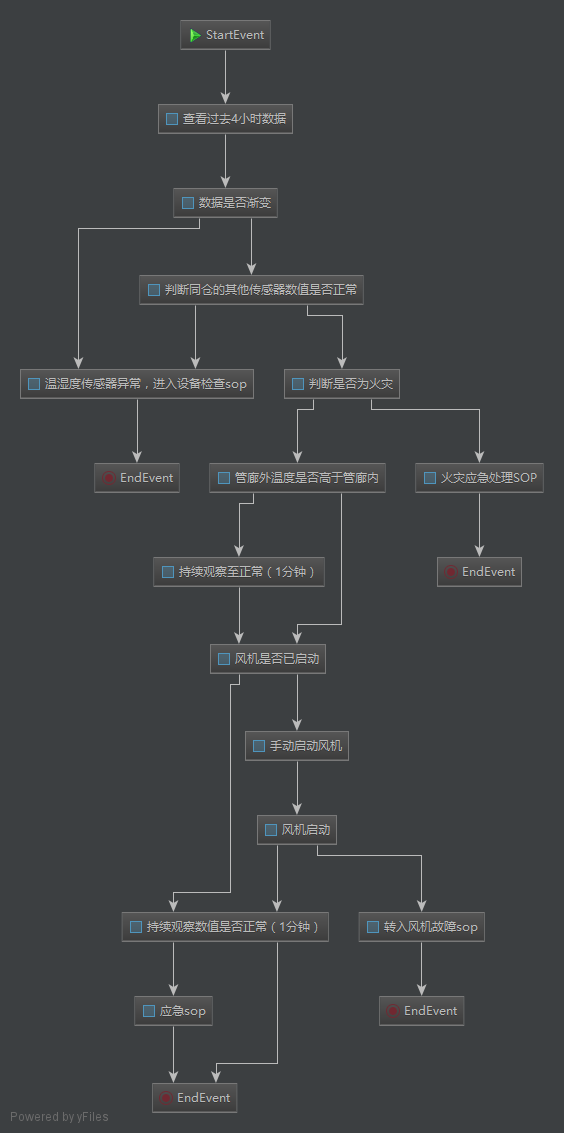 StartEvent
查看过去4小时数据
数据是否渐变
判断同仓的其他传感器数值是否正常
温湿度传感器异常，进入设备检查sop
判断是否为火灾
EndEvent
管廊外温度是否高于管廊内
火灾应急处理SOP
持续观察至正常（1分钟）
EndEvent
风机是否已启动
手动启动风机
风机启动
持续观察数值是否正常（1分钟）
转入风机故障sop
应急sop
EndEvent
EndEvent
Powered by yFiles